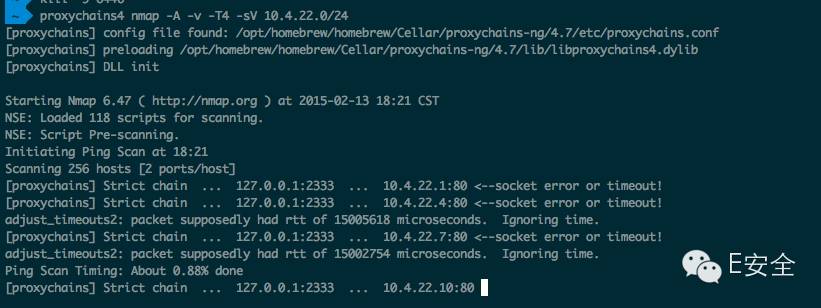 ~  proxychains4 nmap -A -v -T4 -sV 10.4.22.0/24
[proxychains] config file found: /opt/homebrew/homebrew/Cellar/proxychains-ng/4.7/etc/proxychains.conf
[proxychains] preloading /opt/homebrew/homebrew/Cellar/proxychains-ng/4.7/lib/libproxychains4.dylib
[proxychains] DLL init
Starting Nmap 6.47 ( http://nmap.org ) at 2015-02-13 18:21 CST
NSE: Loaded 118 scripts for scanning.
NSE: Script Pre-scanning.
Initiating Ping Scan at 18:21
Scanning 256 hosts [2 ports/host]
[proxychains] Strict chain  ...  127.0.0.1:2333  ...  10.4.22.1:80 <--socket error or timeout!
[proxychains] Strict chain  ...  127.0.0.1:2333  ...  10.4.22.4:80 <--socket error or timeout!
adjust_timeouts2: packet supposedly had rtt of 15005618 microseconds.  Ignoring time.
[proxychains] Strict chain  ...  127.0.0.1:2333  ...  10.4.22.7:80 <--socket error or timeout!
adjust_timeouts2: packet supposedly had rtt of 15002754 microseconds.  Ignoring time.
Ping Scan Timing: About 0.88% done
[proxychains] Strict chain  ...  127.0.0.1:2333  ...  10.4.22.10:80
E安全